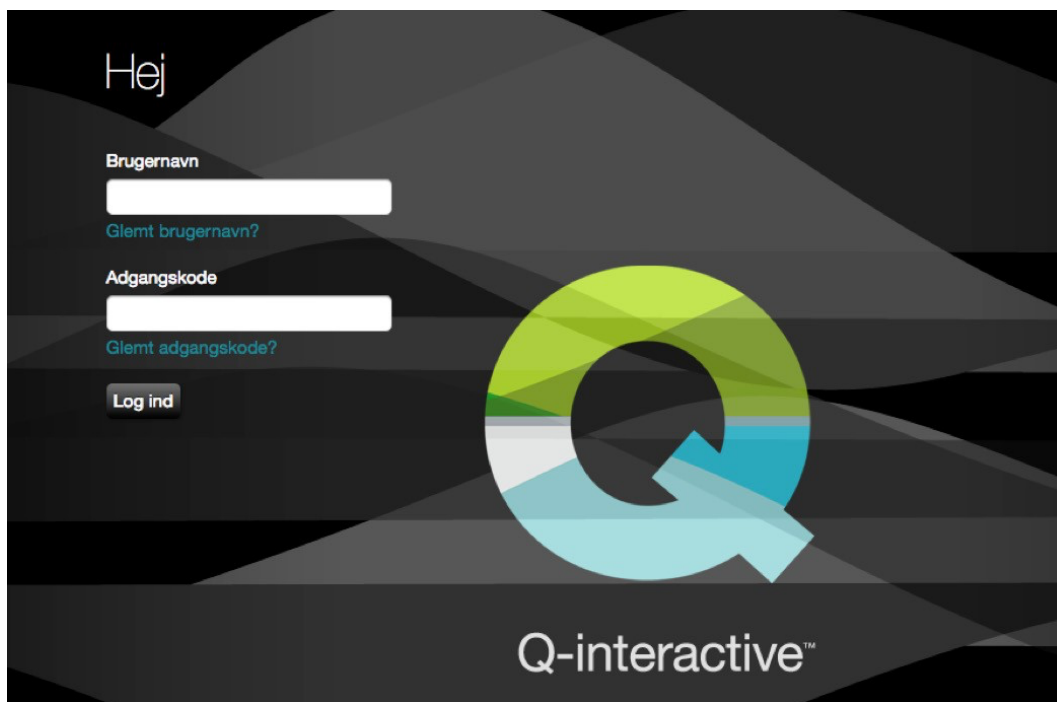 Hej
Brugernavn
Glemt brugernavn?
Adgangskode
Glemt adgangskode?
Log ind
Q-interactive™